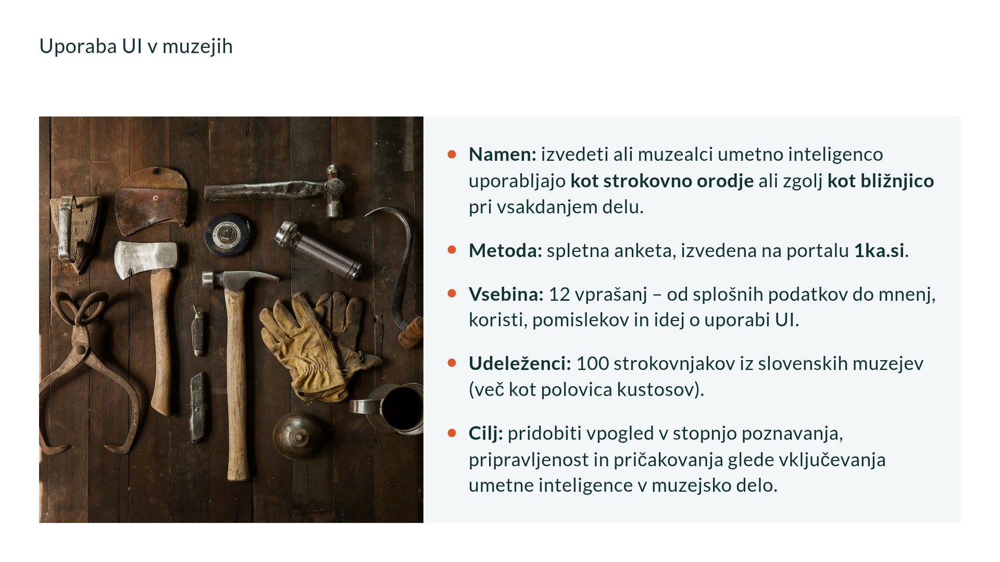 Uporaba UI v muzejih
Namen: izvedeti ali muzealci umetno inteligenco
uporabljajo kot strokovno orodje ali zgolj kot bližnjico
pri vsakdanjem delu.
Metoda: spletna anketa, izvedena na portalu 1ka.si.
Vsebina: 12 vprašanj – od splošnih podatkov do mnenj,
koristi, pomislekov in idej o uporabi UI.
Udeleženci: 100 strokovnjakov iz slovenskih muzejev
(več kot polovica kustosov).
Cilj: pridobiti vpogled v stopnjo poznavanja,
pripravljenost in pričakovanja glede vključevanja
umetne inteligence v muzejsko delo.
CRAFTSMAN
NICKEL